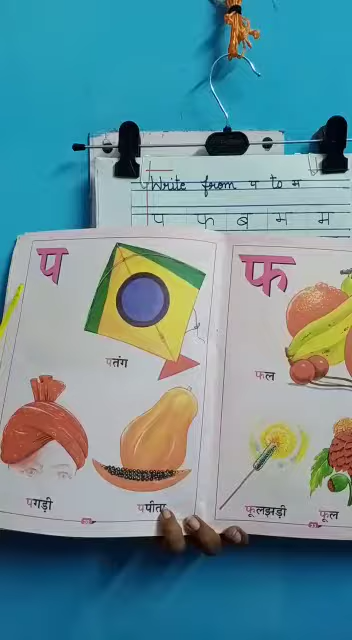 Write from प to म
प फ ब भ म
प
पतंग
पगड़ी
पपीता
फ
फल
फूलझड़ी
फूल